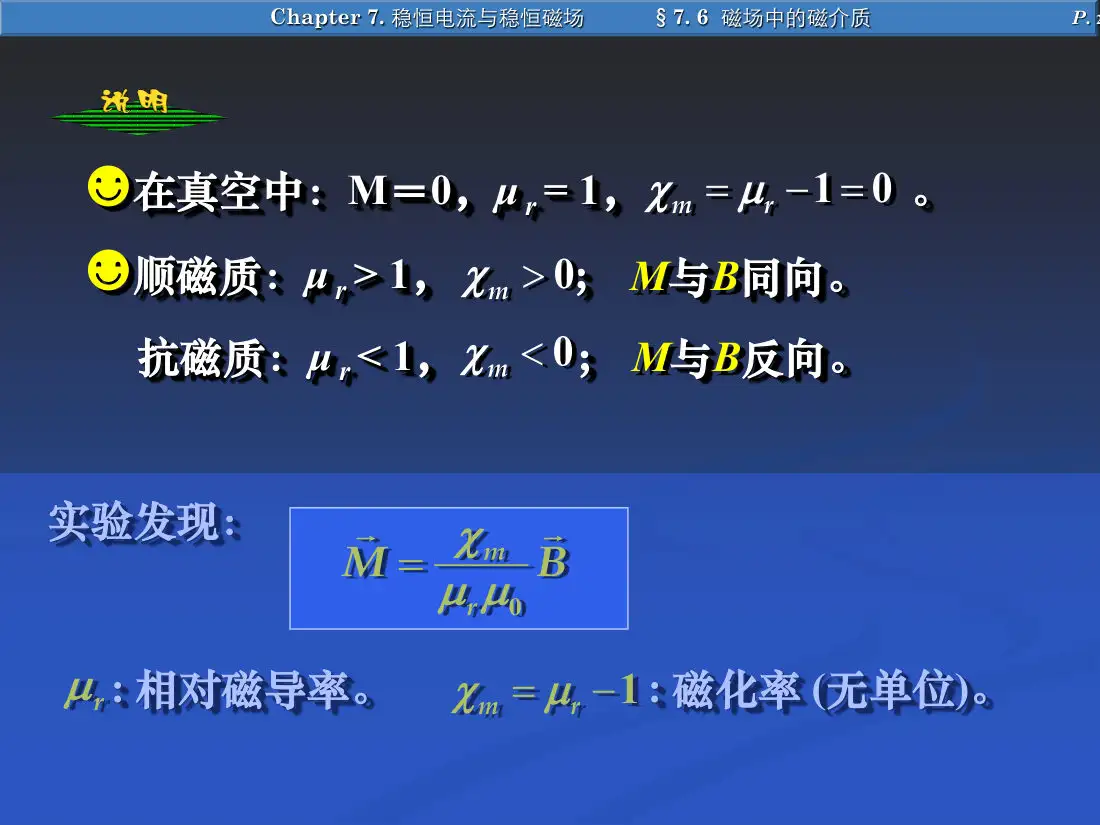 Chapter 7. 稳恒电流与稳恒磁场 § 7. 6 磁场中的磁介质 P.
说明
在真空中：M＝0，μr = 1，χm = μr −1 = 0 。
顺磁质：μr > 1， χm > 0； M与B同向。
抗磁质：μr < 1， χm < 0； M与B反向。
实验发现：
M⃗ = χm / μr μ0 B⃗
μr : 相对磁导率。 χm = μr −1 : 磁化率 (无单位)。